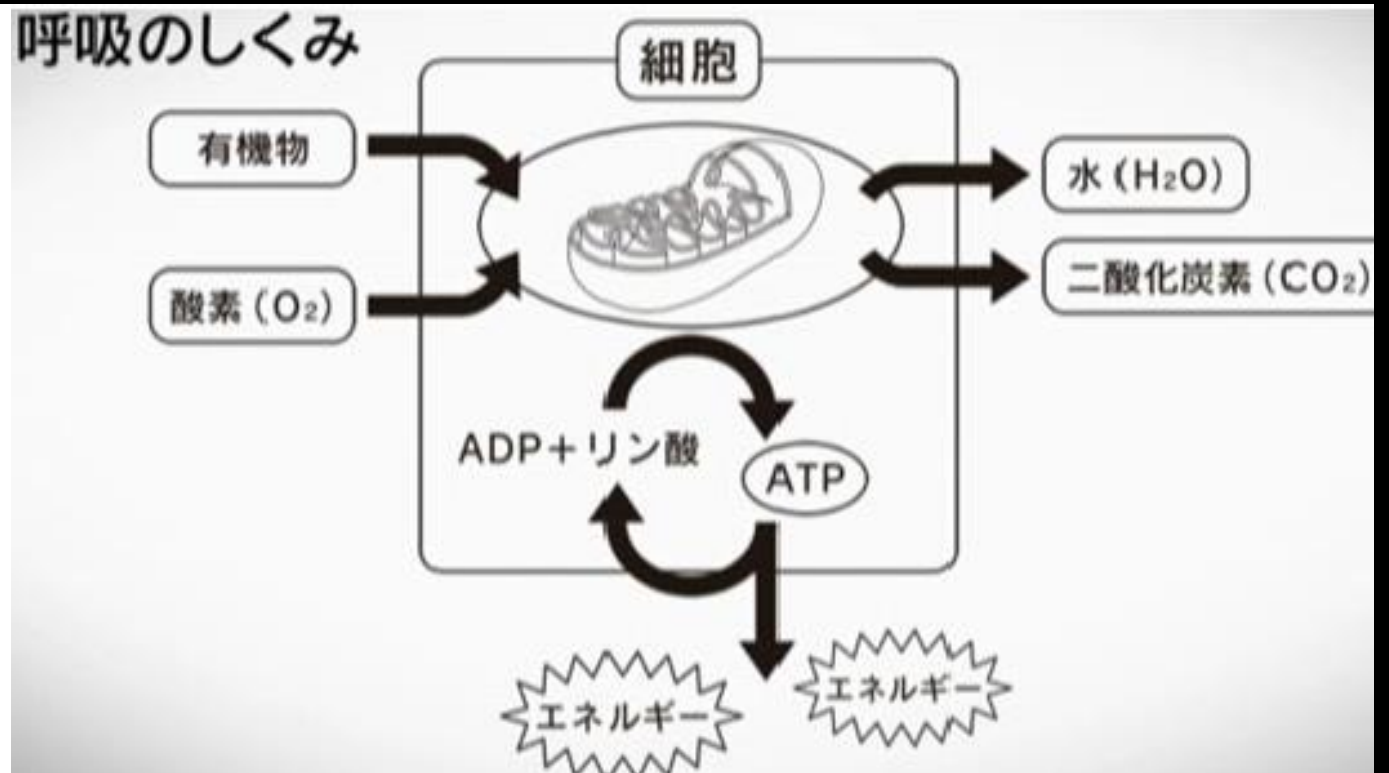 呼吸のしくみ
細胞
有機物
酸素（O₂）
水（H₂O）
二酸化炭素（CO₂）
ADP＋リン酸
ATP
エネルギー
エネルギー